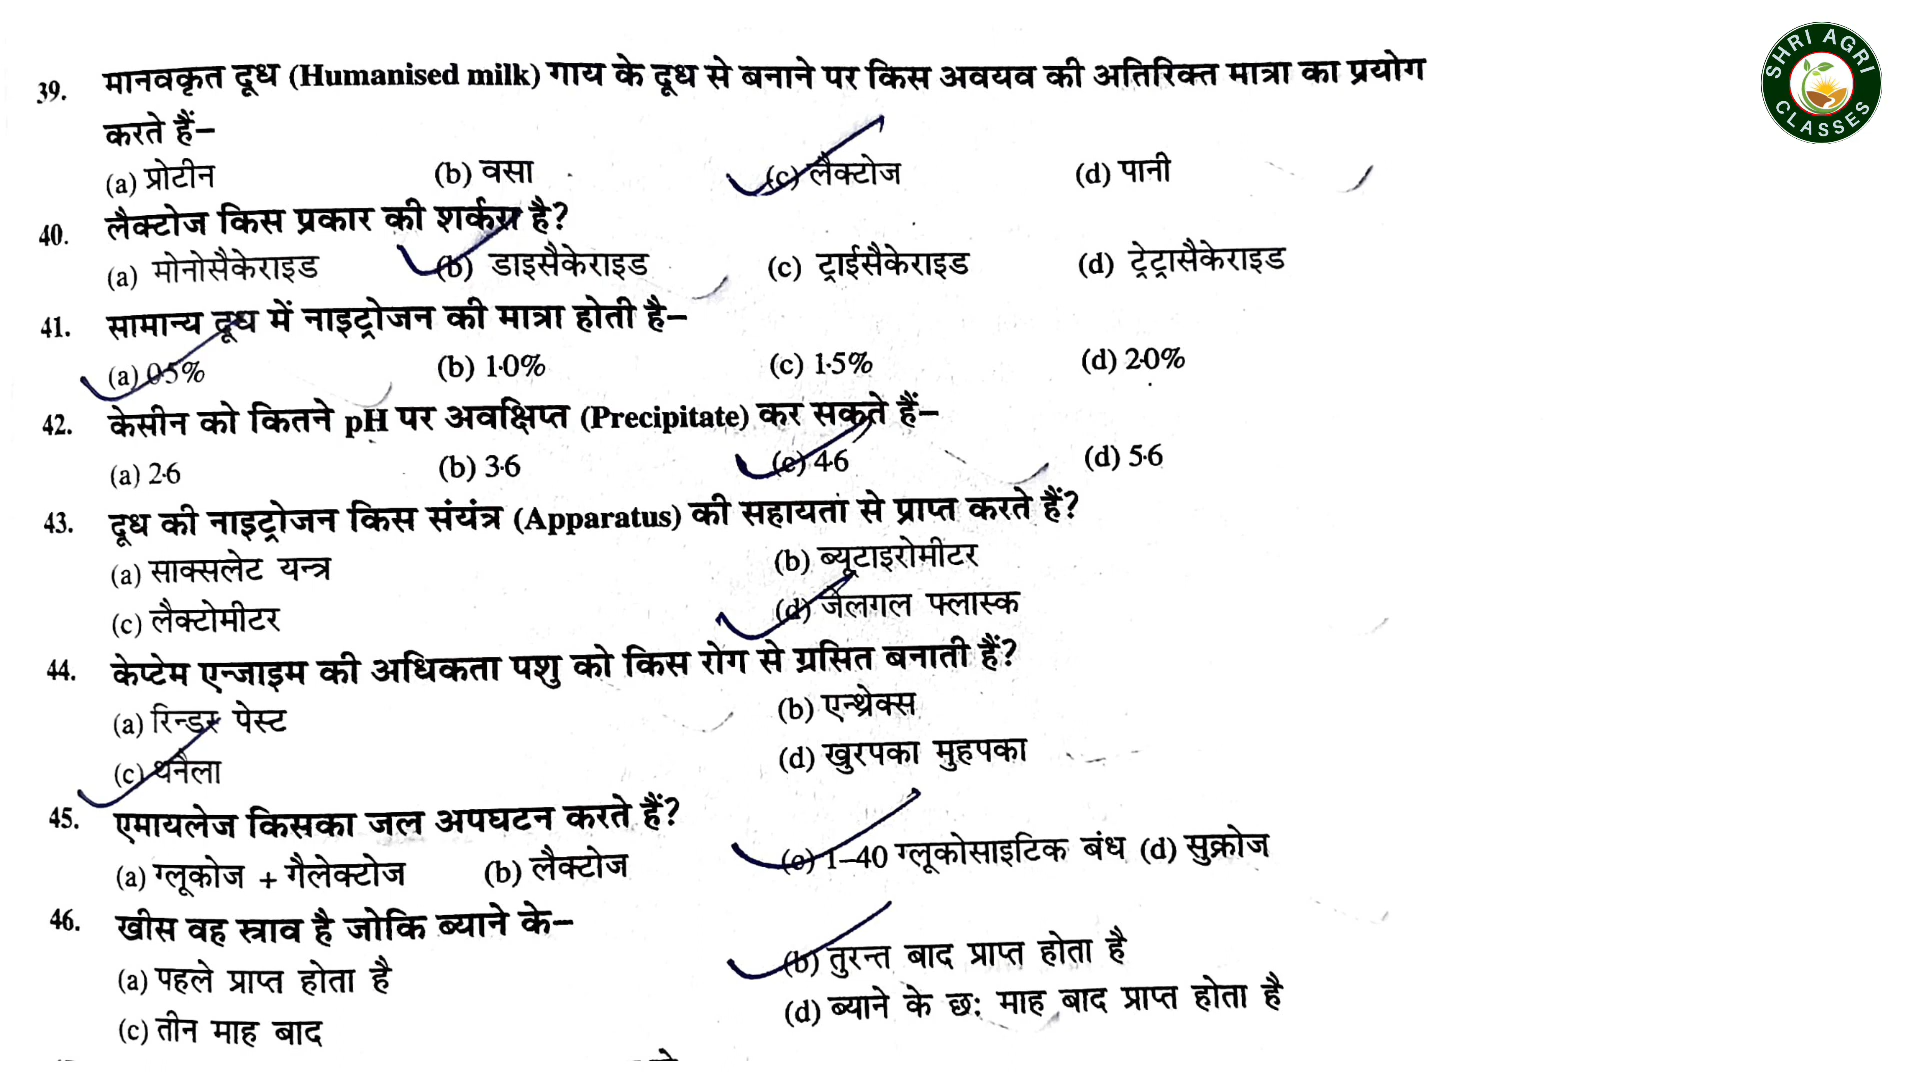 SHRI AGRI CLASSES
39. मानवकृत दूध (Humanised milk) गाय के दूध से बनाने पर किस अवयव की अतिरिक्त मात्रा का प्रयोग
करते हैं–
(a) प्रोटीन (b) वसा (c) लैक्टोज (d) पानी
40. लैक्टोज किस प्रकार की शर्करा है?
(a) मोनोसैकेराइड (b) डाइसैकेराइड (c) ट्राईसैकेराइड (d) ट्रेट्रासैकेराइड
41. सामान्य दूध में नाइट्रोजन की मात्रा होती है–
(a) 0·5% (b) 1·0% (c) 1·5% (d) 2·0%
42. केसीन को कितने pH पर अवक्षिप्त (Precipitate) कर सकते हैं–
(a) 2·6 (b) 3·6 (c) 4·6 (d) 5·6
43. दूध की नाइट्रोजन किस संयंत्र (Apparatus) की सहायता से प्राप्त करते हैं?
(a) साक्सलेट यन्त्र (b) ब्यूटाइरोमीटर
(c) लैक्टोमीटर (d) जैलगल फ्लास्क
44. केप्टेम एन्जाइम की अधिकता पशु को किस रोग से ग्रसित बनाती हैं?
(a) रिन्डर पेस्ट (b) एन्थ्रेक्स
(c) थनैला (d) खुरपका मुहपका
45. एमायलेज किसका जल अपघटन करते हैं?
(a) ग्लूकोज + गैलेक्टोज (b) लैक्टोज (c) 1–40 ग्लूकोसाइटिक बंध (d) सुक्रोज
46. खीस वह स्राव है जोकि ब्याने के–
(a) पहले प्राप्त होता है (b) तुरन्त बाद प्राप्त होता है
(c) तीन माह बाद (d) ब्याने के छः माह बाद प्राप्त होता है